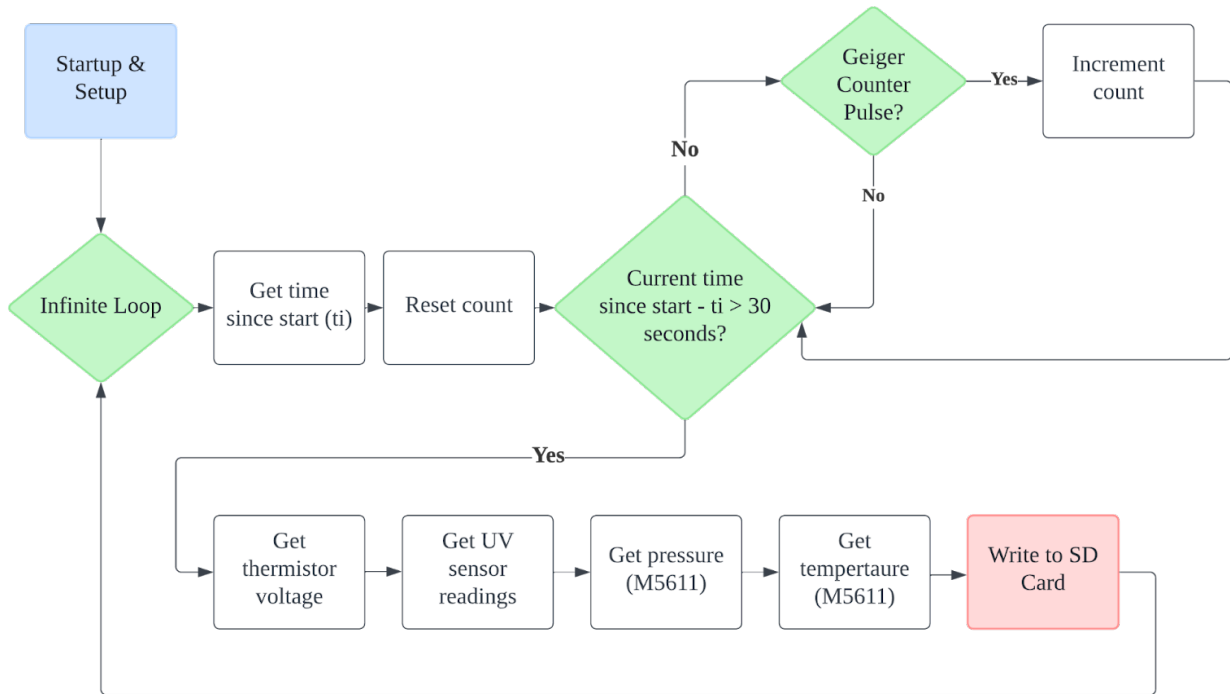 Startup &
Setup
Infinite Loop
Get time
since start (ti)
Reset count
Current time
since start - ti > 30
seconds?
No
Geiger
Counter
Pulse?
Yes
Increment
count
No
Yes
Get
thermistor
voltage
Get UV
sensor
readings
Get pressure
(M5611)
Get
tempertaure
(M5611)
Write to SD
Card